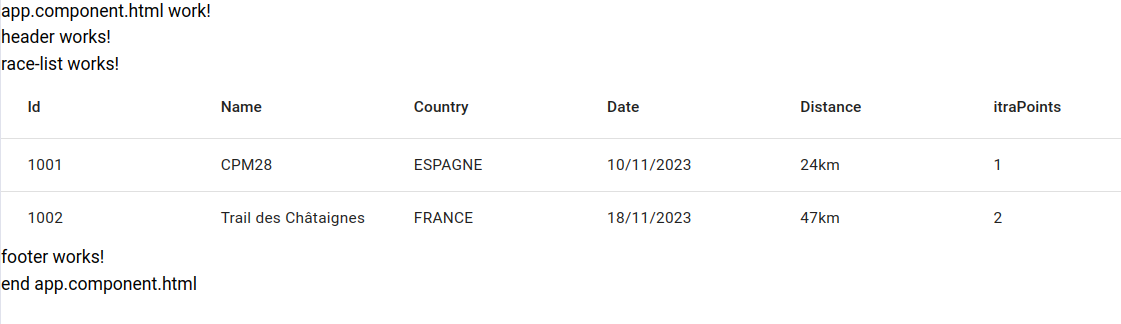 app.component.html work!
header works!
race-list works!
Id Name Country Date Distance itraPoints
1001 CPM28 ESPAGNE 10/11/2023 24km 1
1002 Trail des Châtaignes FRANCE 18/11/2023 47km 2
footer works!
end app.component.html